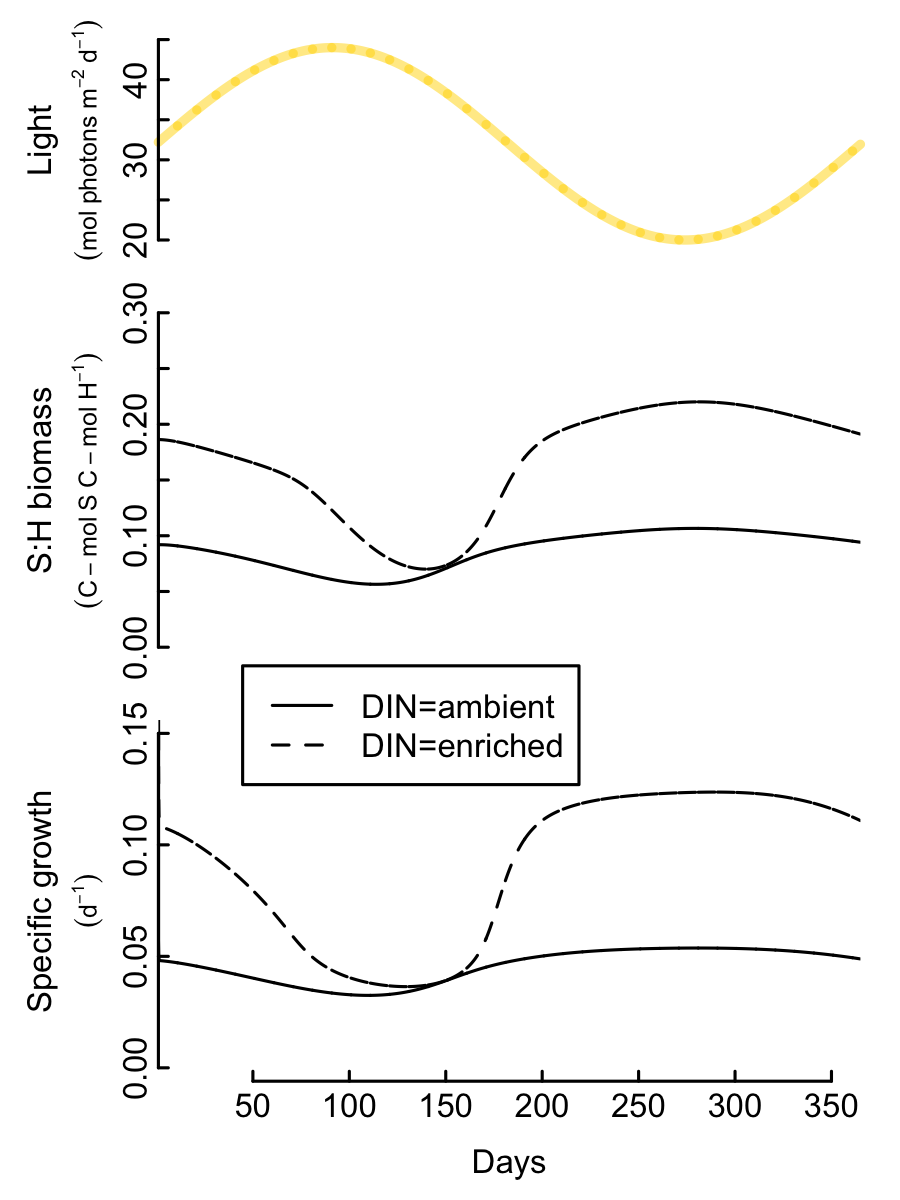 Light
(mol photons m⁻² d⁻¹)
20 30 40
S:H biomass
(C−mol S C−mol H⁻¹)
0.00 0.10 0.20 0.30
DIN=ambient
DIN=enriched
Specific growth
(d⁻¹)
0.00 0.05 0.10 0.15
50 100 150 200 250 300 350
Days